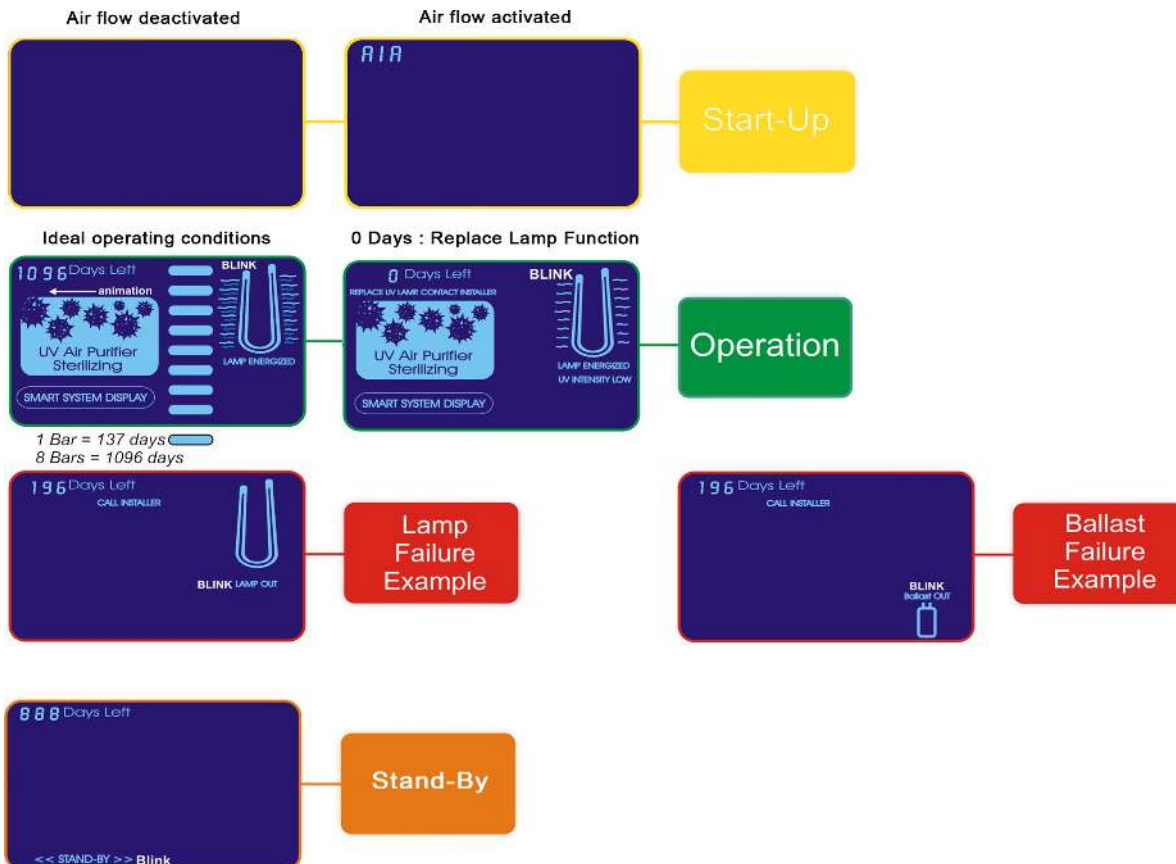 Air flow deactivated
Air flow activated
AIR
Start-Up
Ideal operating conditions
0 Days : Replace Lamp Function
1096 Days Left
BLINK
animation
UV Air Purifier
Sterilizing
LAMP ENERGIZED
SMART SYSTEM DISPLAY
0 Days Left
BLINK
REPLACE UV LAMP. CONTACT INSTALLER
UV Air Purifier
Sterilizing
LAMP ENERGIZED
UV INTENSITY LOW
SMART SYSTEM DISPLAY
Operation
1 Bar = 137 days
8 Bars = 1096 days
196 Days Left
CALL INSTALLER
BLINK LAMP OUT
Lamp
Failure
Example
196 Days Left
CALL INSTALLER
BLINK
Ballast OUT
Ballast
Failure
Example
888 Days Left
<< STAND-BY >> Blink
Stand-By